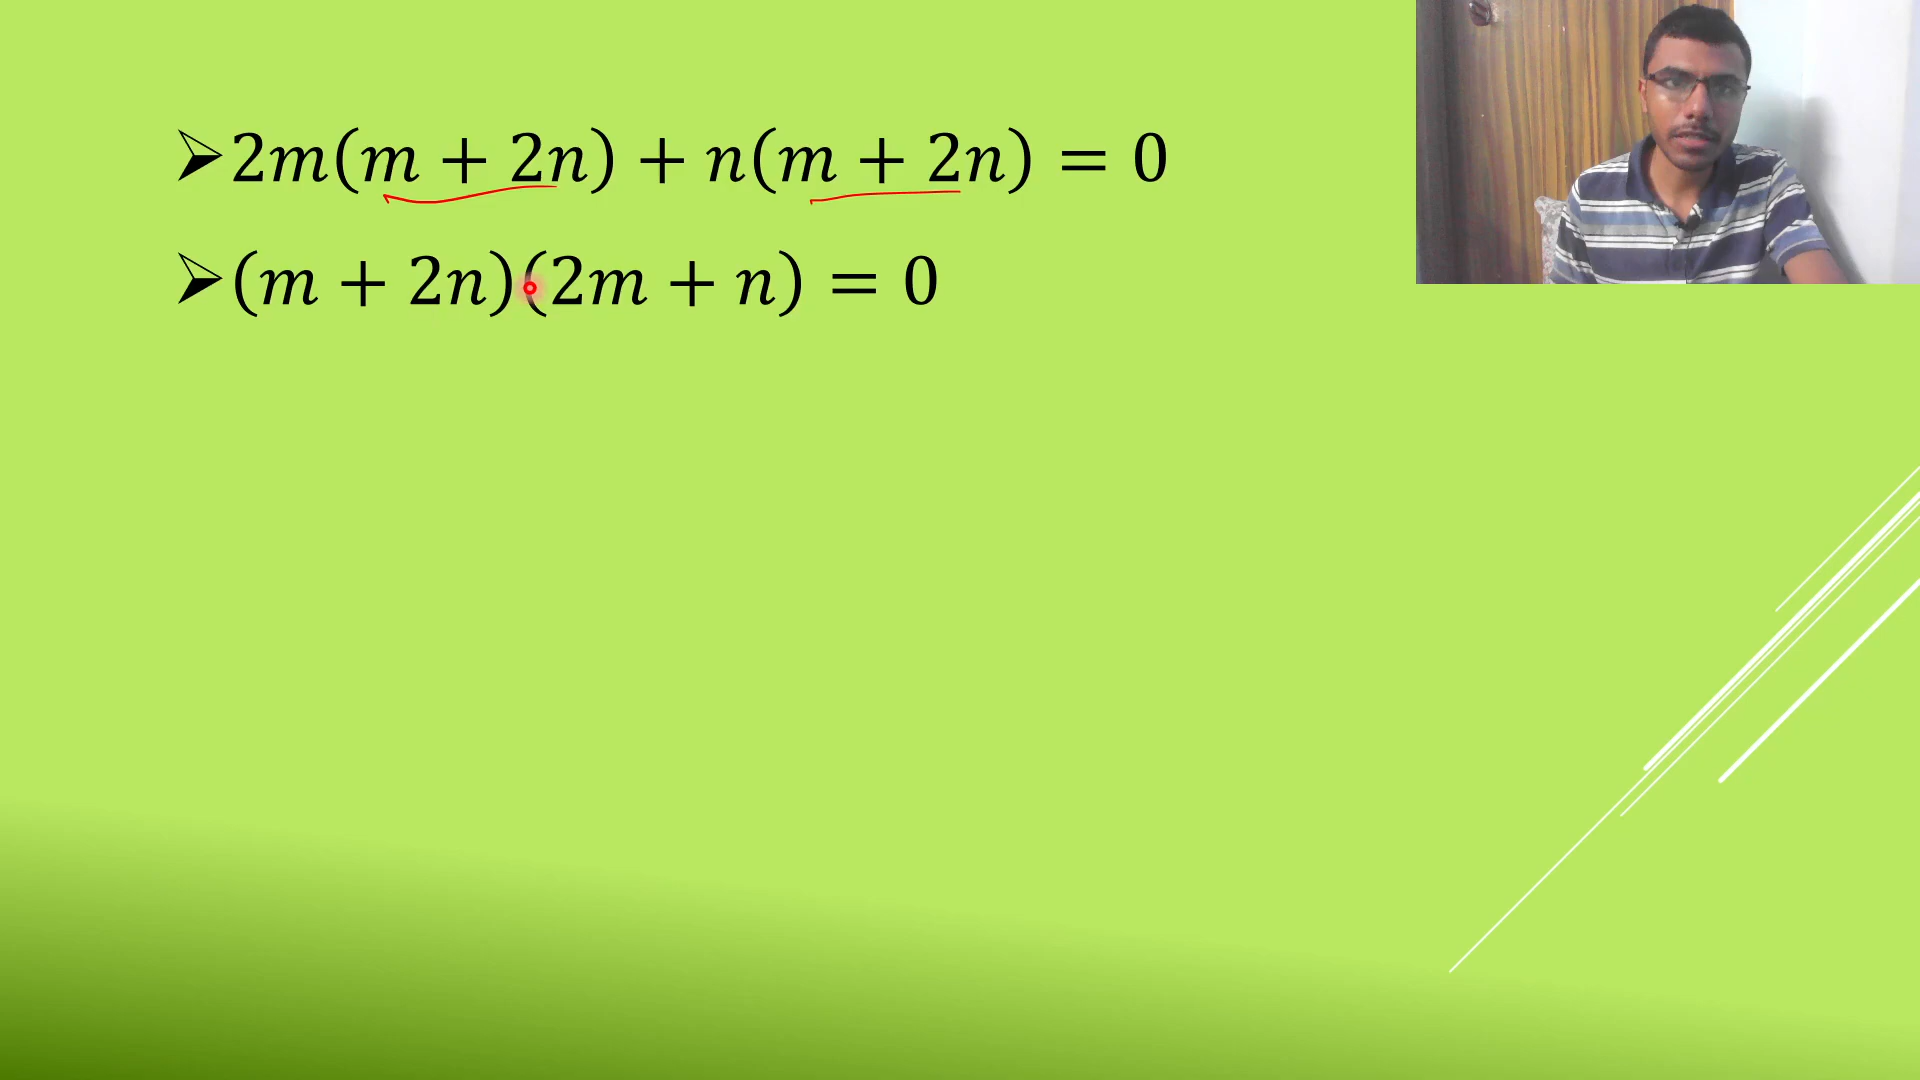 ➢2m(m + 2n) + n(m + 2n) = 0
➢(m + 2n)(2m + n) = 0